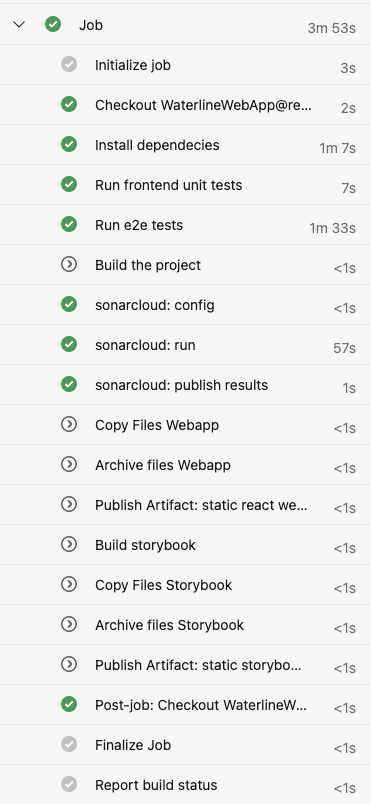 Job 3m 53s
Initialize job 3s
Checkout WaterlineWebApp@re... 2s
Install dependecies 1m 7s
Run frontend unit tests 7s
Run e2e tests 1m 33s
Build the project <1s
sonarcloud: config <1s
sonarcloud: run 57s
sonarcloud: publish results 1s
Copy Files Webapp <1s
Archive files Webapp <1s
Publish Artifact: static react we... <1s
Build storybook <1s
Copy Files Storybook <1s
Archive files Storybook <1s
Publish Artifact: static storybo... <1s
Post-job: Checkout WaterlineW... <1s
Finalize Job <1s
Report build status <1s